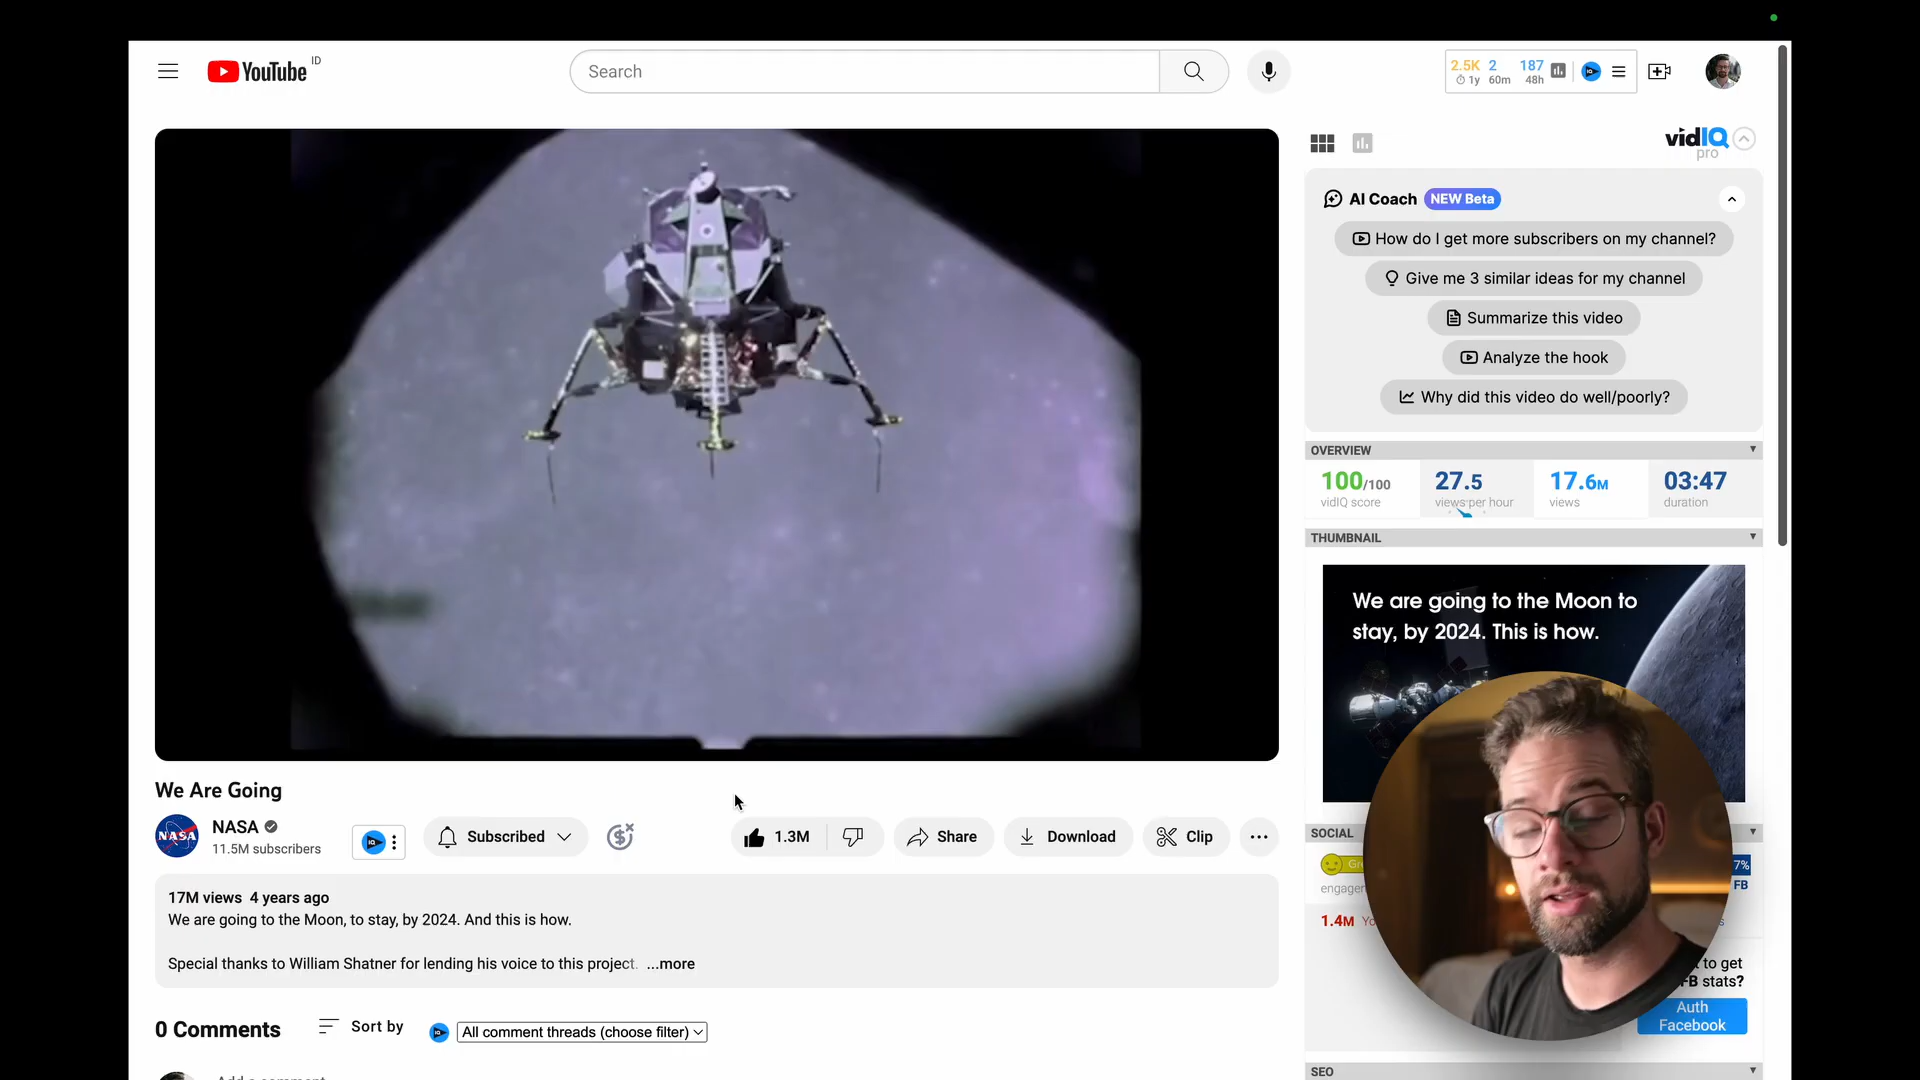 YouTube ID
Search
2.5K 2 187
1y 60m 48h
vidIQ
pro
AI Coach NEW Beta
How do I get more subscribers on my channel?
Give me 3 similar ideas for my channel
Summarize this video
Analyze the hook
Why did this video do well/poorly?
OVERVIEW
100/100 27.5 17.6M 03:47
vidIQ score views per hour views duration
THUMBNAIL
We are going to the Moon to
stay, by 2024. This is how.
We Are Going
NASA
NASA
11.5M subscribers
Subscribed
1.3M
Share
Download
Clip
17M views 4 years ago
We are going to the Moon, to stay, by 2024. And this is how.
Special thanks to William Shatner for lending his voice to this project. ...more
0 Comments
Sort by
All comment threads (choose filter)
SOCIAL
7%
FB
1.4M
to get
FB stats?
Auth
Facebook
SEO